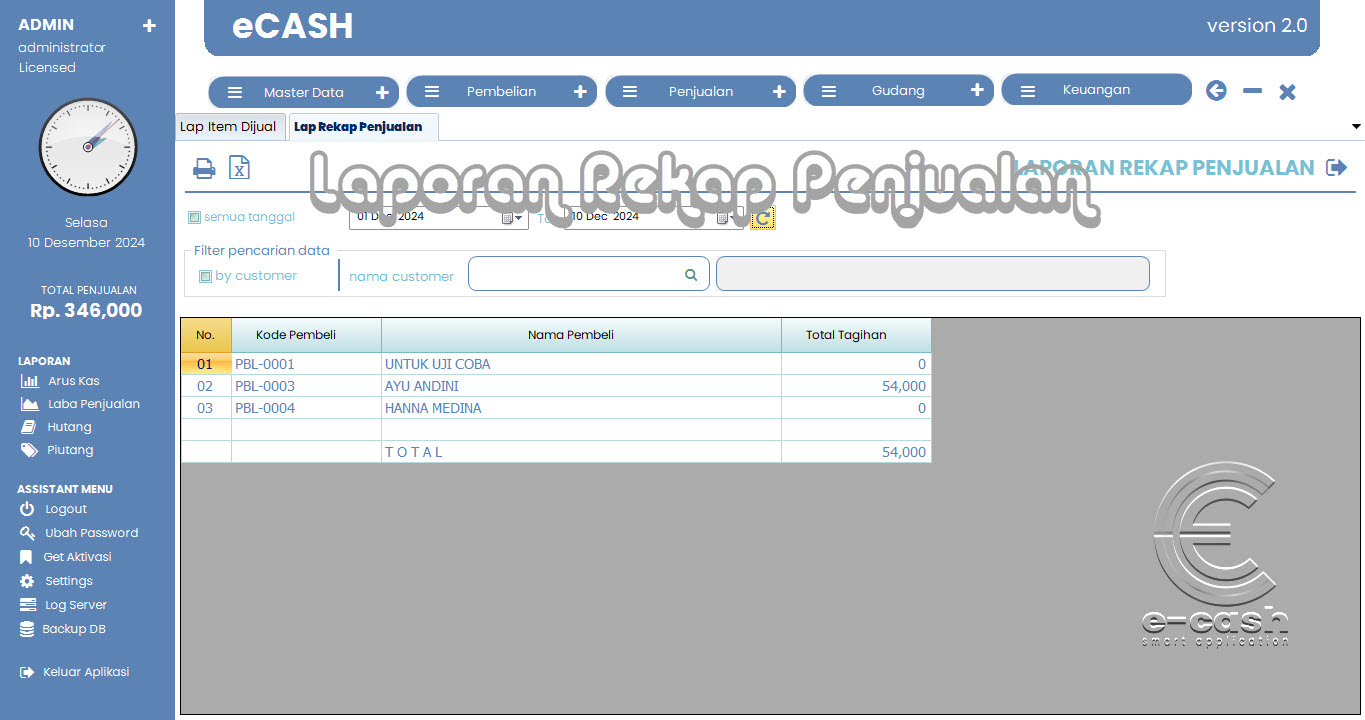 ADMIN
administrator
Licensed
Selasa
10 Desember 2024
TOTAL PENJUALAN
Rp. 346,000
LAPORAN
Arus Kas
Laba Penjualan
Hutang
Piutang
ASSISTANT MENU
Logout
Ubah Password
Get Aktivasi
Settings
Log Server
Backup DB
Keluar Aplikasi
eCASH version 2.0
Master Data Pembelian Penjualan Gudang Keuangan
Lap Item Dijual Lap Rekap Penjualan
LAPORAN REKAP PENJUALAN
Laporan Rekap Penjualan
semua tanggal 01 Dec 2024 10 Dec 2024
Filter pencarian data
by customer nama customer
No. Kode Pembeli Nama Pembeli Total Tagihan
01 PBL-0001 UNTUK UJI COBA 0
02 PBL-0003 AYU ANDINI 54,000
03 PBL-0004 HANNA MEDINA 0
T O T A L 54,000
e-cash
smart application